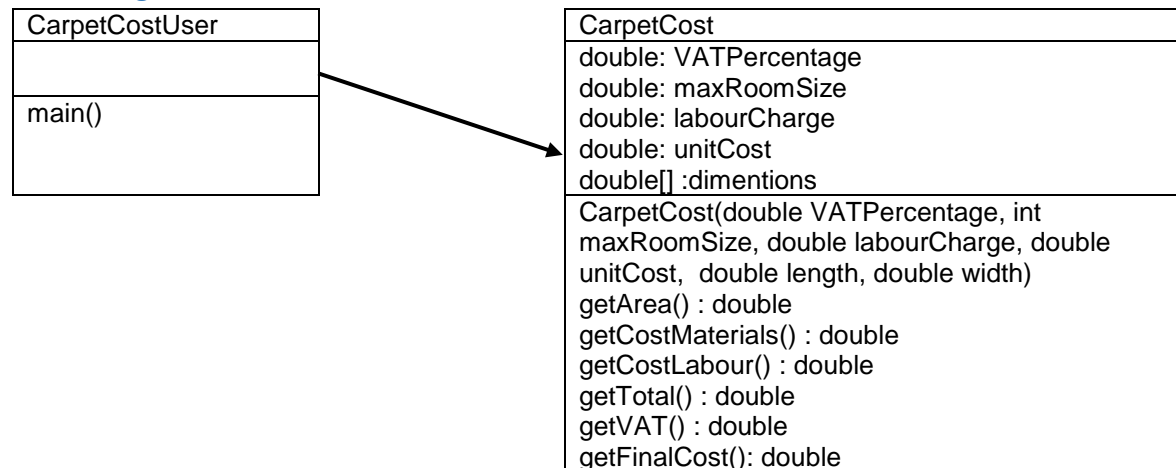 CarpetCostUser
main()
CarpetCost
double: VATPercentage
double: maxRoomSize
double: labourCharge
double: unitCost
double[] :dimentions
CarpetCost(double VATPercentage, int
maxRoomSize, double labourCharge, double
unitCost,  double length, double width)
getArea() : double
getCostMaterials() : double
getCostLabour() : double
getTotal() : double
getVAT() : double
getFinalCost(): double